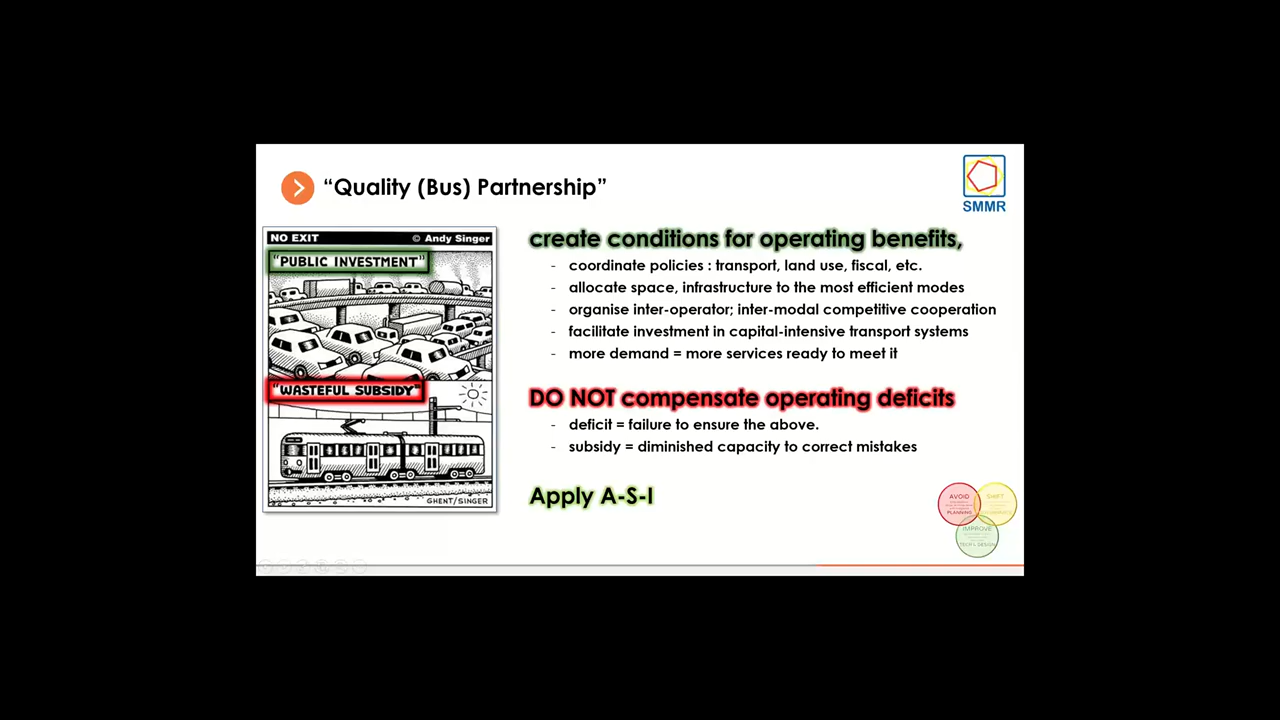 “Quality (Bus) Partnership”
SMMR
NO EXIT © Andy Singer
“PUBLIC INVESTMENT”
“WASTEFUL SUBSIDY”
GHENT/SINGER
create conditions for operating benefits,
- coordinate policies : transport, land use, fiscal, etc.
- allocate space, infrastructure to the most efficient modes
- organise inter-operator; inter-modal competitive cooperation
- facilitate investment in capital-intensive transport systems
- more demand = more services ready to meet it
DO NOT compensate operating deficits
- deficit = failure to ensure the above.
- subsidy = diminished capacity to correct mistakes
Apply A-S-I
AVOID
PLANNING
SHIFT
IMPROVE
TECH & DESIGN